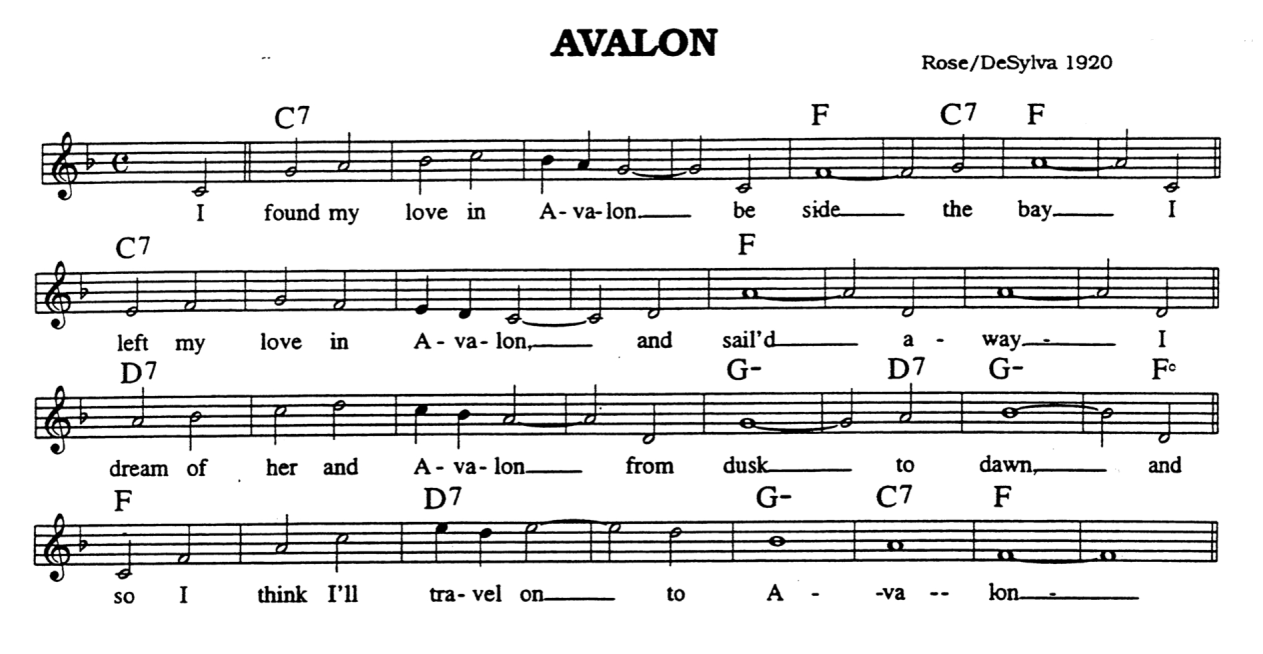 AVALON
Rose/DeSylva 1920
C7 F C7 F
I found my love in A - va - lon be side the bay I
C7 F
left my love in A - va - lon, and sail'd a - way - I
D7 G- D7 G- F°
dream of her and A - va - lon from dusk to dawn, and
F D7 G- C7 F
so I think I'll tra - vel on to A - -va -- lon -